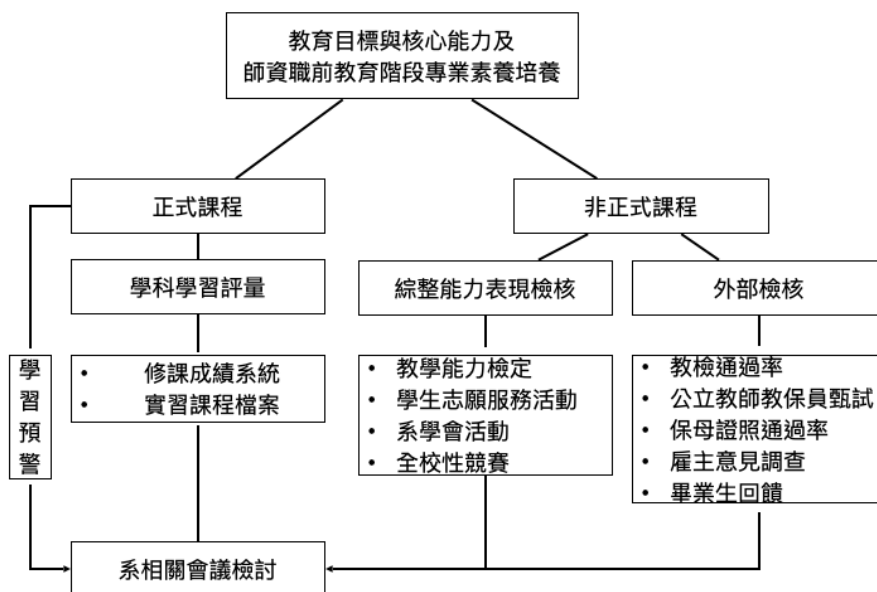 教育目標與核心能力及
師資職前教育階段專業素養培養
正式課程
非正式課程
學科學習評量
綜整能力表現檢核
外部檢核
學
習
預
警
• 修課成績系統
• 實習課程檔案
• 教學能力檢定
• 學生志願服務活動
• 系學會活動
• 全校性競賽
• 教檢通過率
• 公立教師教保員甄試
• 保母證照通過率
• 雇主意見調查
• 畢業生回饋
系相關會議檢討